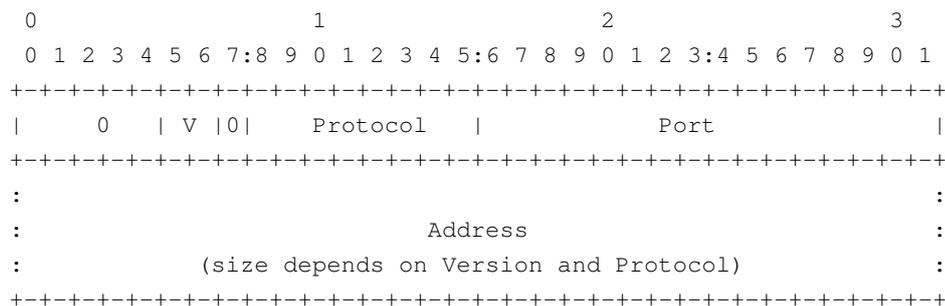 0                   1                   2                   3
 0 1 2 3 4 5 6 7:8 9 0 1 2 3 4 5:6 7 8 9 0 1 2 3:4 5 6 7 8 9 0 1
+-+-+-+-+-+-+-+-+-+-+-+-+-+-+-+-+-+-+-+-+-+-+-+-+-+-+-+-+-+-+-+-+
|     0   | V |0|    Protocol   |            Port               |
+-+-+-+-+-+-+-+-+-+-+-+-+-+-+-+-+-+-+-+-+-+-+-+-+-+-+-+-+-+-+-+-+
:                                                               :
:                            Address                            :
:            (size depends on Version and Protocol)             :
+-+-+-+-+-+-+-+-+-+-+-+-+-+-+-+-+-+-+-+-+-+-+-+-+-+-+-+-+-+-+-+-+